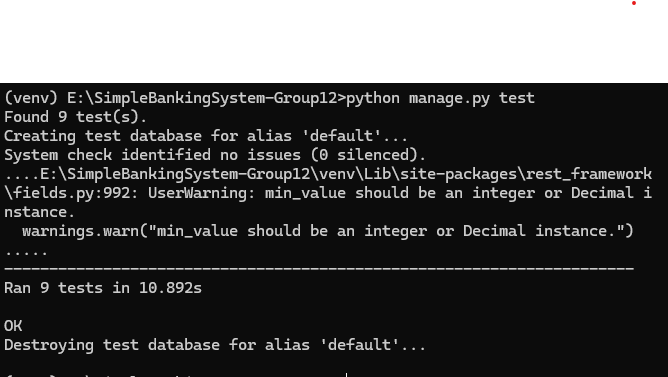 (venv) E:\SimpleBankingSystem-Group12>python manage.py test
Found 9 test(s).
Creating test database for alias 'default'...
System check identified no issues (0 silenced).
....E:\SimpleBankingSystem-Group12\venv\Lib\site-packages\rest_framework
\fields.py:992: UserWarning: min_value should be an integer or Decimal i
nstance.
  warnings.warn("min_value should be an integer or Decimal instance.")
.....
----------------------------------------------------------------------
Ran 9 tests in 10.892s

OK
Destroying test database for alias 'default'...